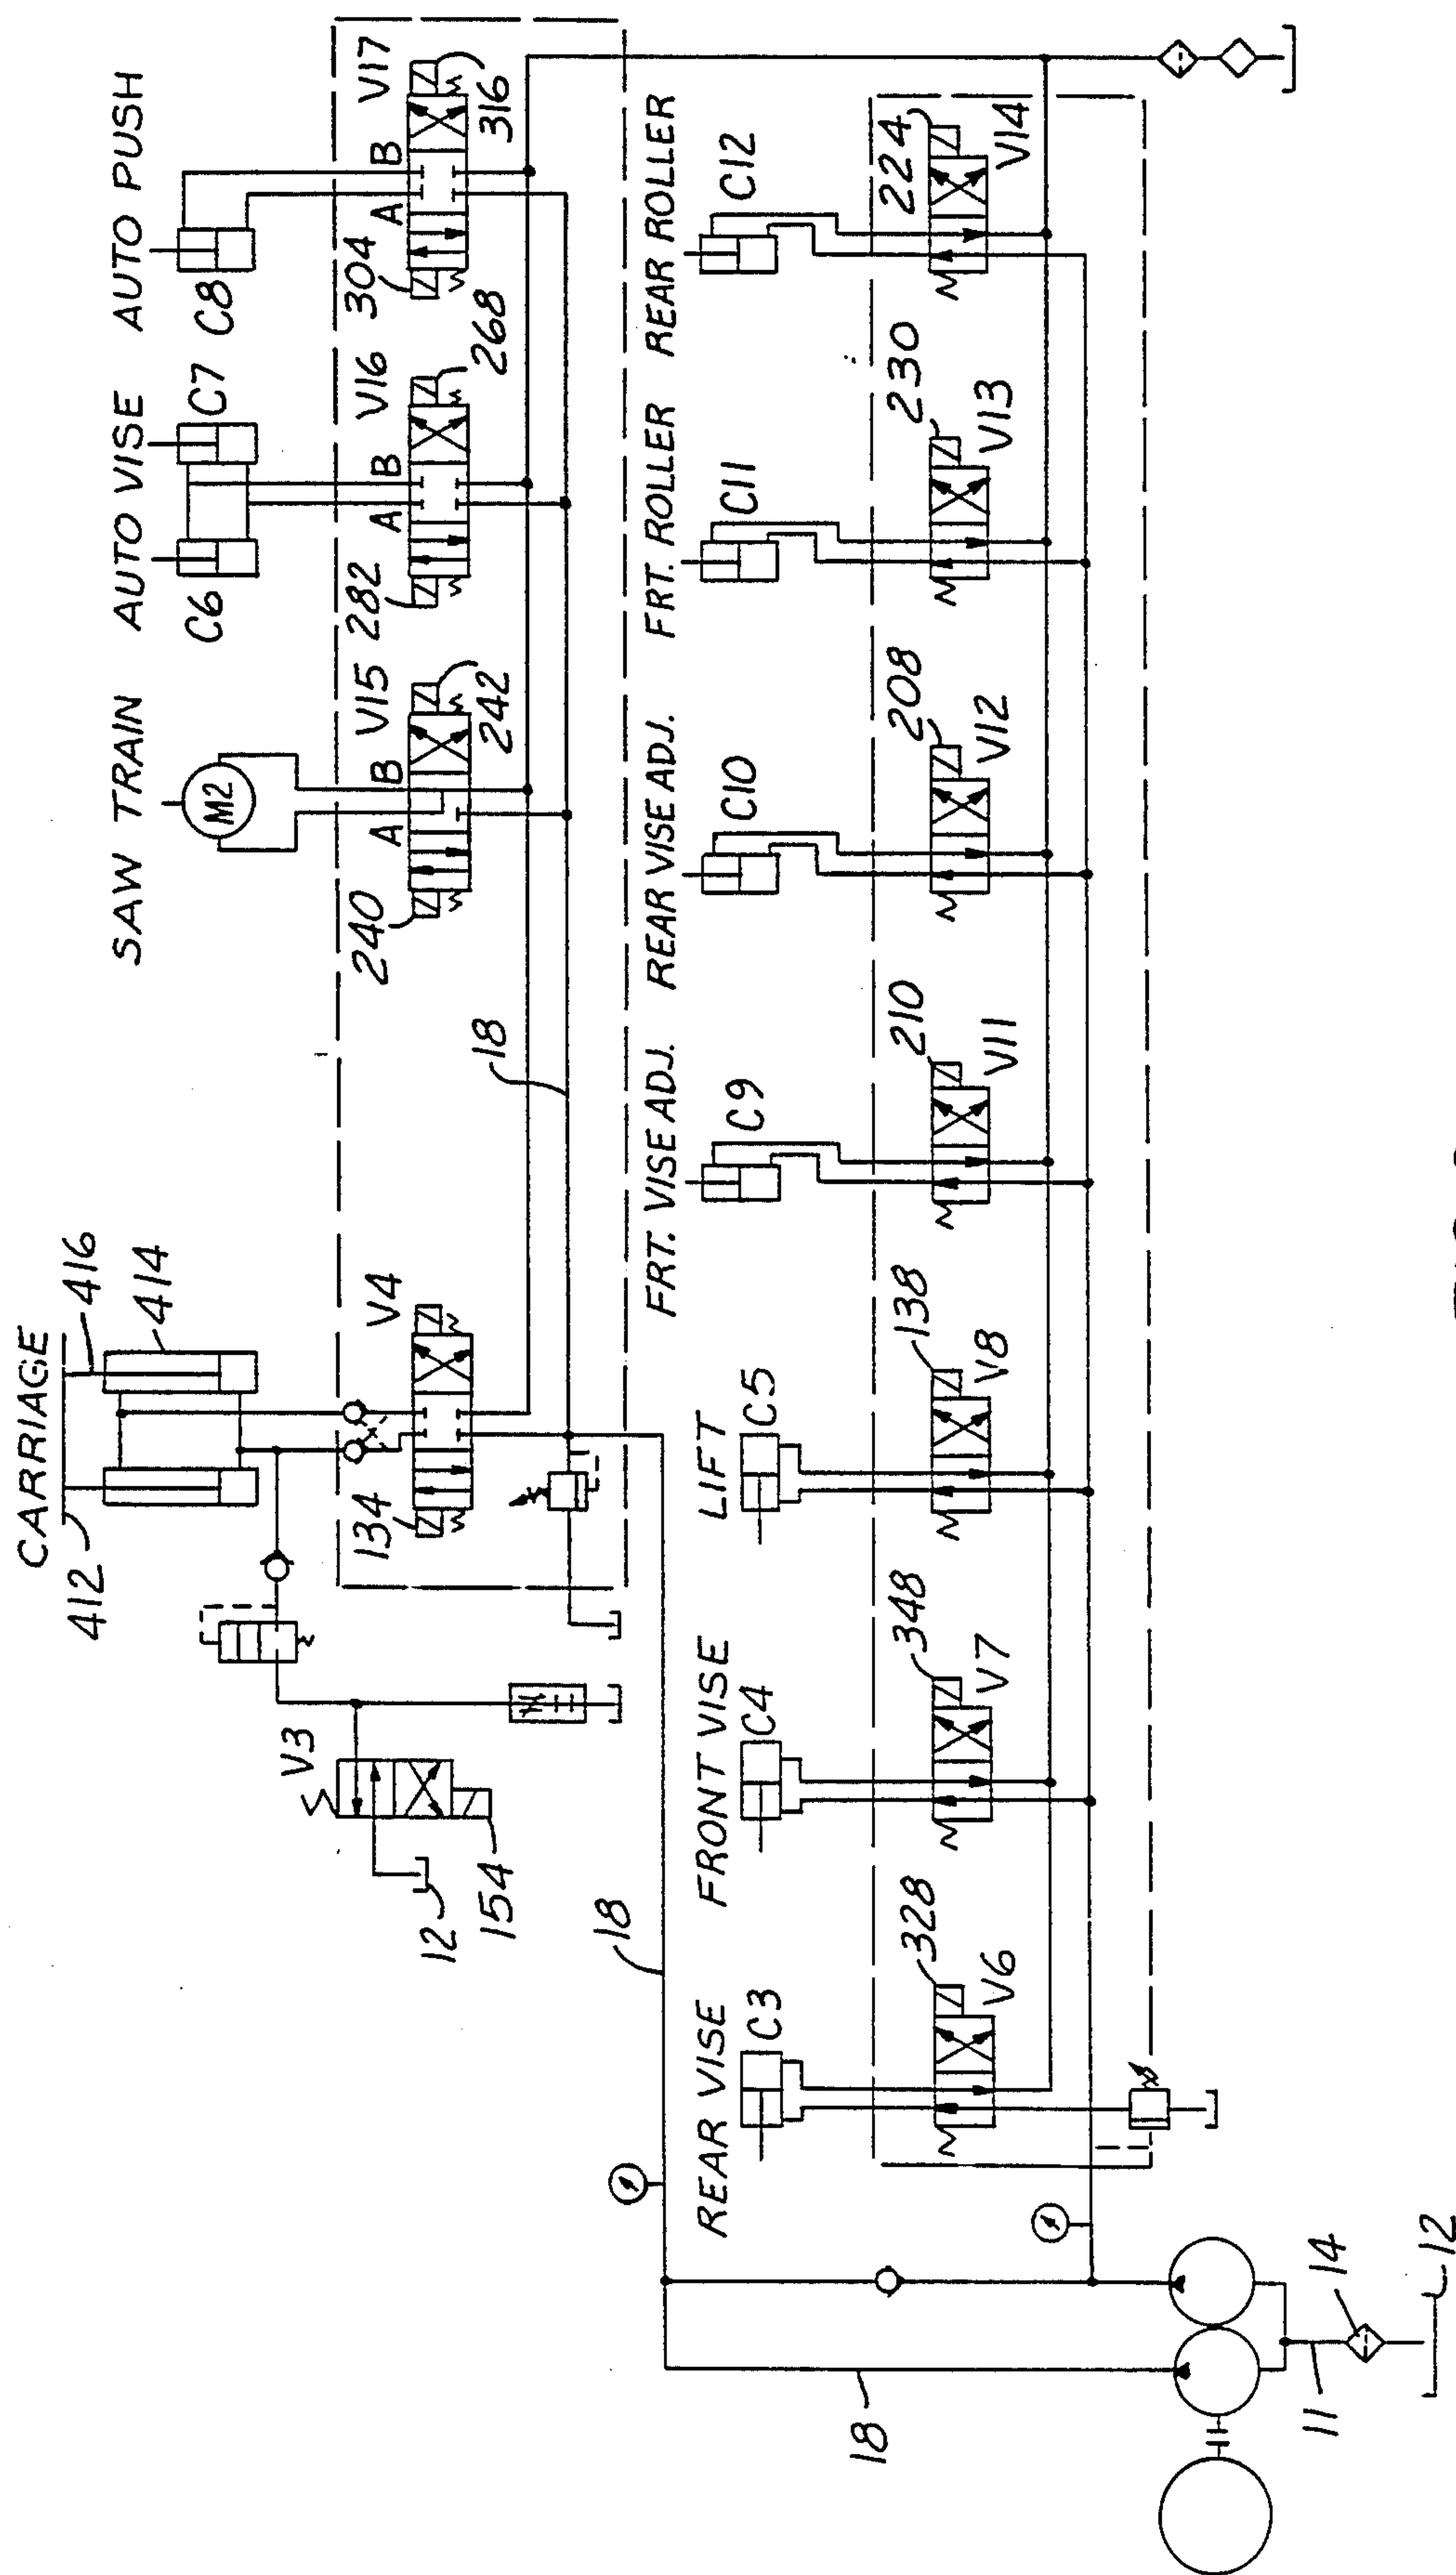 CARRIAGE
412
416
414
SAW TRAIN
AUTO VISE
AUTO PUSH
M2
C6
C7
C8
V3
12
154
134
V4
240
A
B
V15
242
282
A
B
V16
268
304
A
B
V17
316
18
18
REAR VISE
FRONT VISE
LIFT
FRT. VISE ADJ.
REAR VISE ADJ.
FRT. ROLLER
REAR ROLLER
C3
C4
C5
C9
C10
C11
C12
328
V6
348
V7
138
V8
210
V11
208
V12
230
V13
224
V14
18
11
14
12